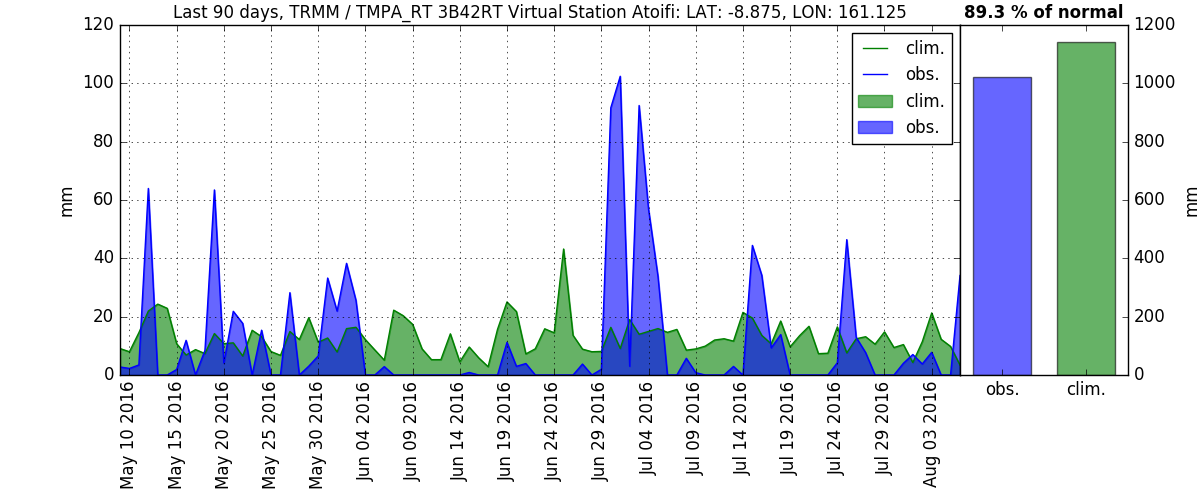 Last 90 days, TRMM / TMPA_RT 3B42RT Virtual Station Atoifi: LAT: -8.875, LON: 161.125
89.3 % of normal
120
100
80
60
40
20
0
mm
clim.
obs.
clim.
obs.
1200
1000
800
600
400
200
0
mm
obs.
clim.
May 10 2016
May 15 2016
May 20 2016
May 25 2016
May 30 2016
Jun 04 2016
Jun 09 2016
Jun 14 2016
Jun 19 2016
Jun 24 2016
Jun 29 2016
Jul 04 2016
Jul 09 2016
Jul 14 2016
Jul 19 2016
Jul 24 2016
Jul 29 2016
Aug 03 2016